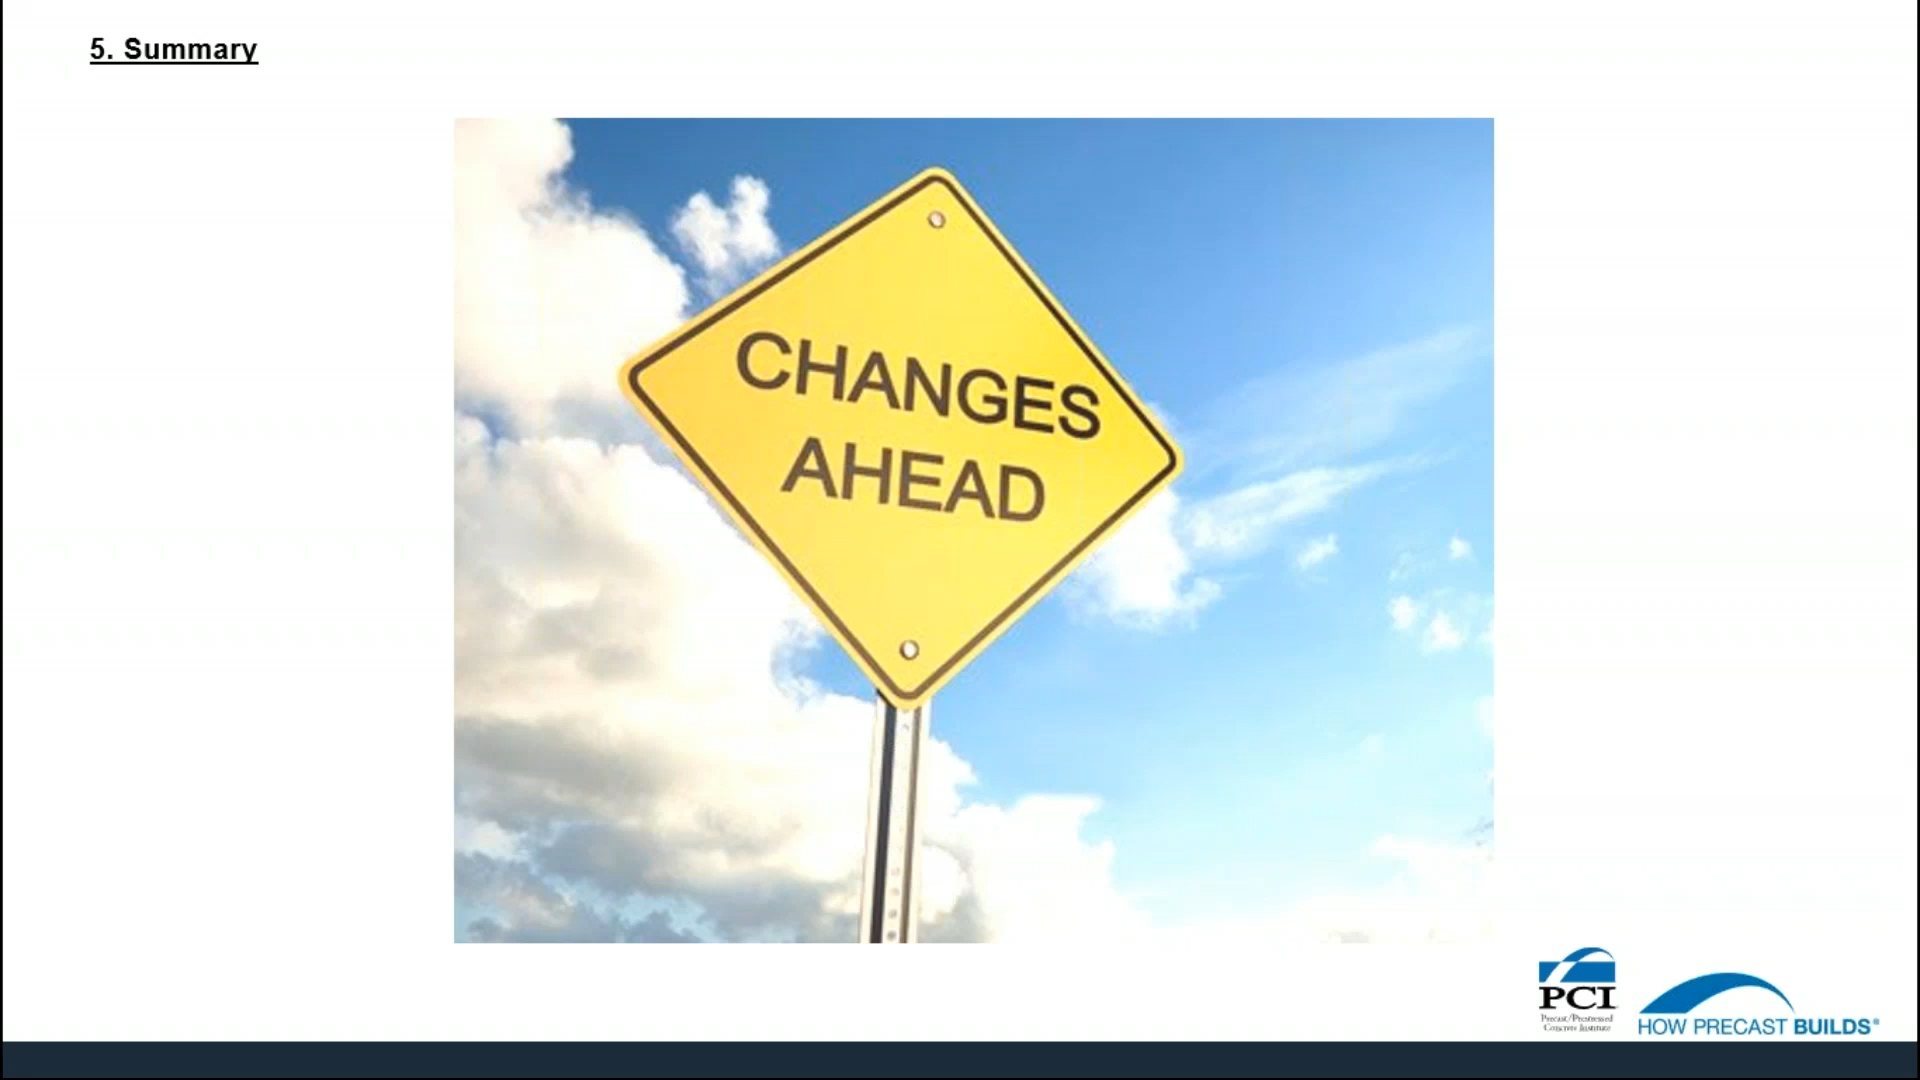 5. Summary
CHANGES
AHEAD
PCI
Precast/Prestressed
Concrete Institute
HOW PRECAST BUILDS®